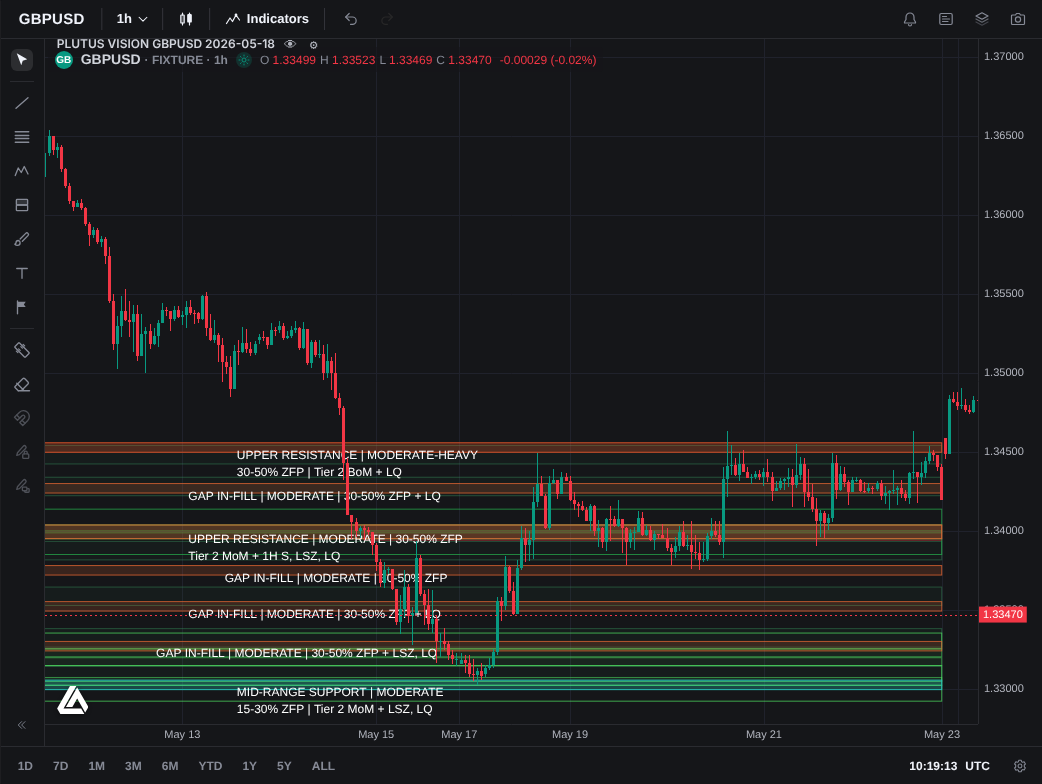 GBPUSD 1h Indicators
PLUTUS VISION GBPUSD 2026-05-18
GB GBPUSD · FIXTURE · 1h O 1.33499 H 1.33523 L 1.33469 C 1.33470 -0.00029 (-0.02%)
1.37000
1.36500
1.36000
1.35500
1.35000
1.34500
UPPER RESISTANCE | MODERATE-HEAVY
30-50% ZFP | Tier 2 BoM + LQ
GAP IN-FILL | MODERATE | 30-50% ZFP + LQ
1.34000
UPPER RESISTANCE | MODERATE | 30-50% ZFP
Tier 2 MoM + 1H S, LSZ, LQ
GAP IN-FILL | MODERATE | 30-50% ZFP
GAP IN-FILL | MODERATE | 30-50% ZFP + LQ
1.33470
GAP IN-FILL | MODERATE | 30-50% ZFP + LSZ, LQ
1.33000
MID-RANGE SUPPORT | MODERATE
15-30% ZFP | Tier 2 MoM + LSZ, LQ
May 13 May 15 May 17 May 19 May 21 May 23
1D 7D 1M 3M 6M YTD 1Y 5Y ALL 10:19:13 UTC